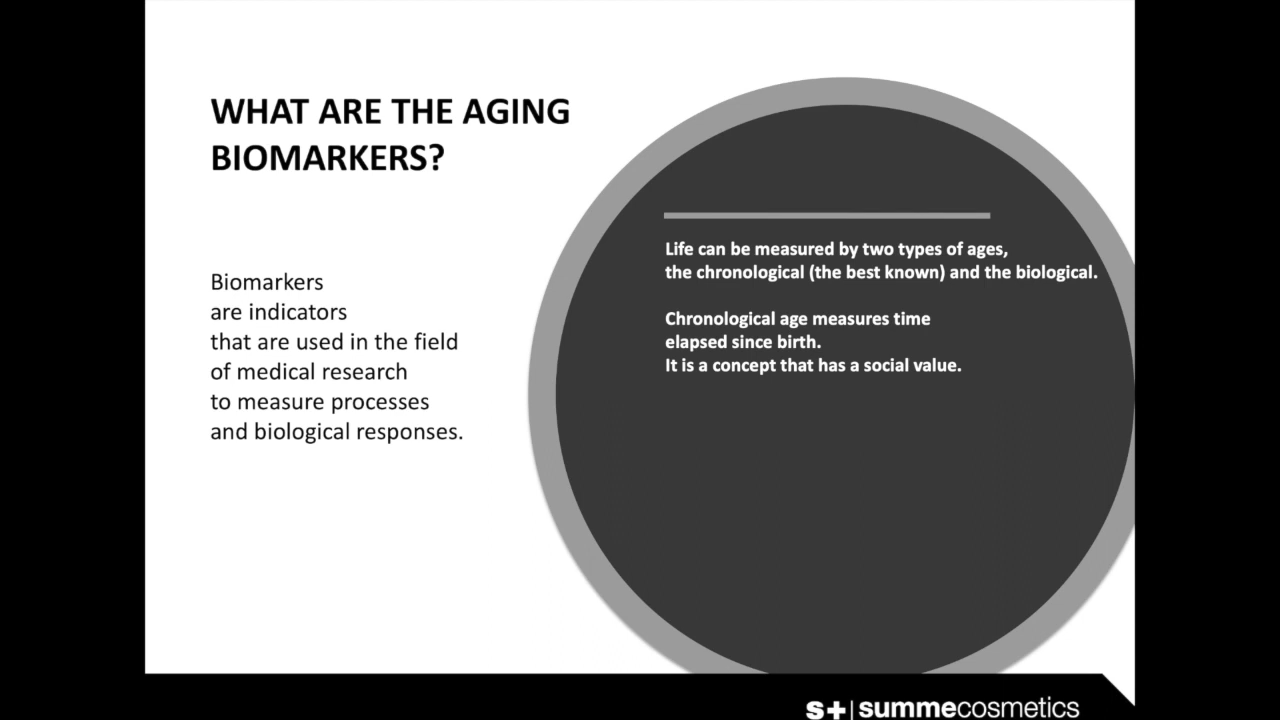 WHAT ARE THE AGING
BIOMARKERS?
Biomarkers
are indicators
that are used in the field
of medical research
to measure processes
and biological responses.
Life can be measured by two types of ages,
the chronological (the best known) and the biological.
Chronological age measures time
elapsed since birth.
It is a concept that has a social value.
s+|summecosmetics